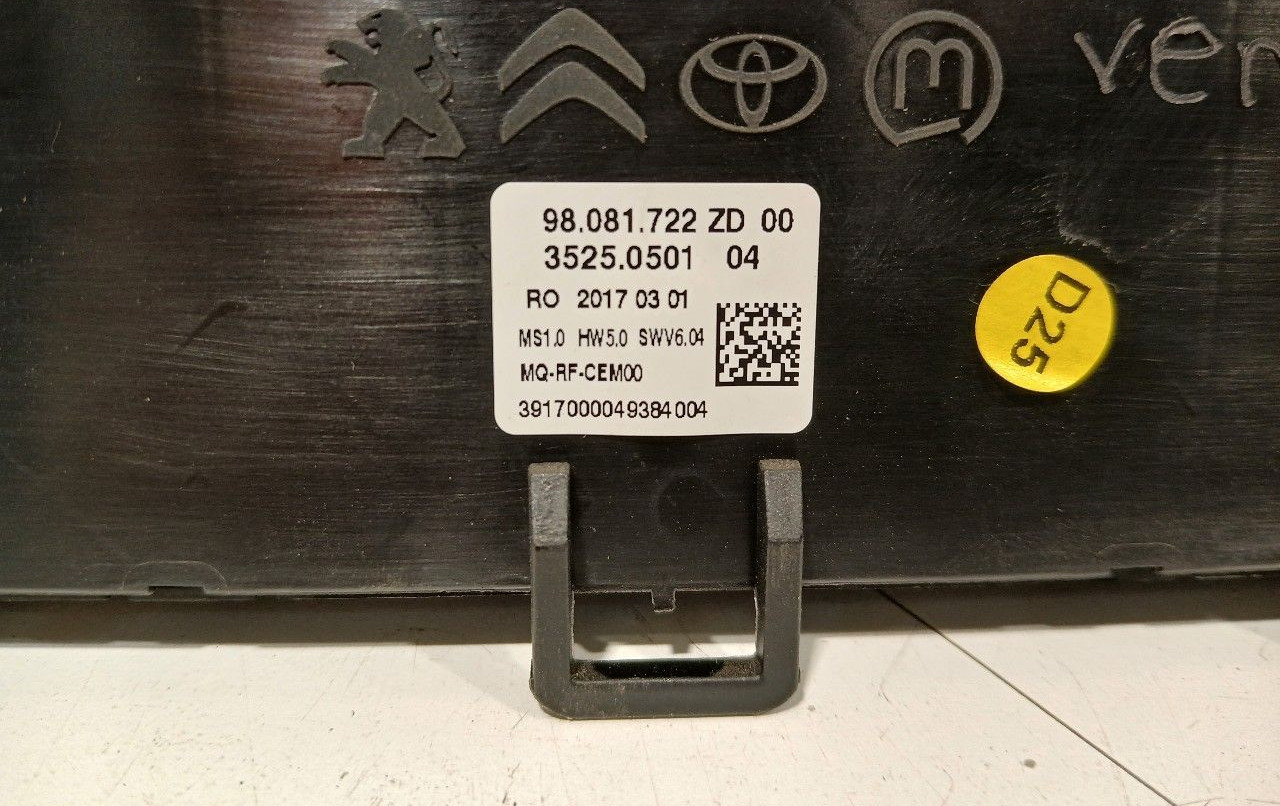 ver
98.081.722 ZD 00
3525.0501 04
RO 2017 03 01
MS1.0 HW5.0 SWV6.04
MQ-RF-CEM00
3917000049384004
D25